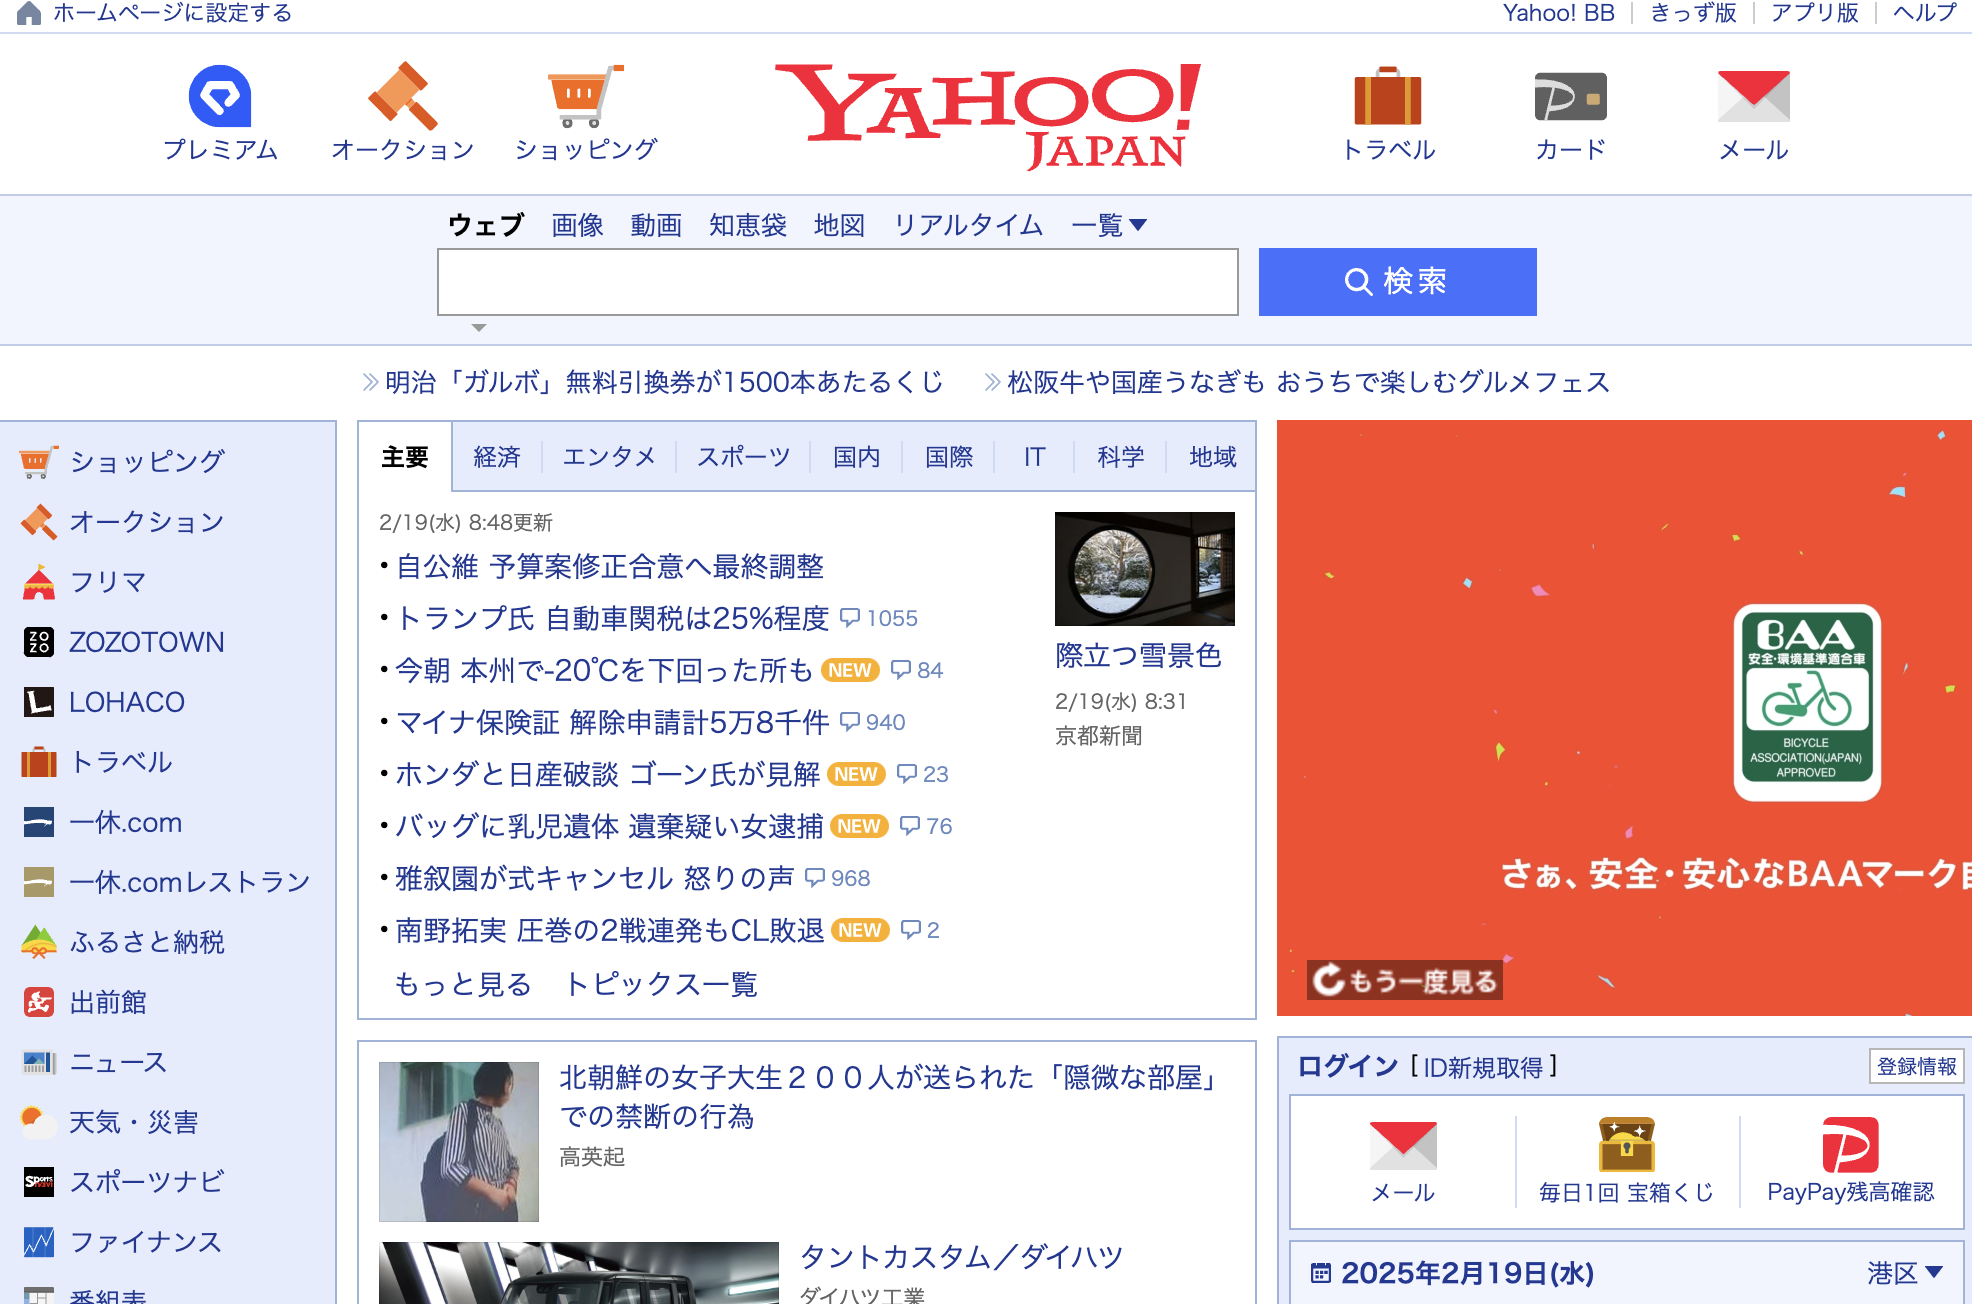 ホームページに設定する
Yahoo! BB
きっず版
アプリ版
ヘルプ
プレミアム
オークション
ショッピング
YAHOO!
JAPAN
トラベル
カード
メール
ウェブ 画像 動画 知恵袋 地図 リアルタイム 一覧▼
検索
明治「ガルボ」無料引換券が1500本あたるくじ
松阪牛や国産うなぎも おうちで楽しむグルメフェス
ショッピング
オークション
フリマ
ZOZOTOWN
LOHACO
トラベル
一休.com
一休.comレストラン
ふるさと納税
出前館
ニュース
天気・災害
スポーツナビ
ファイナンス
番組表
主要 経済 エンタメ スポーツ 国内 国際 IT 科学 地域
2/19(水) 8:48更新
・自公維 予算案修正合意へ最終調整
・トランプ氏 自動車関税は25%程度 1055
・今朝 本州で-20℃を下回った所も NEW 84
・マイナ保険証 解除申請計5万8千件 940
・ホンダと日産破談 ゴーン氏が見解 NEW 23
・バッグに乳児遺体 遺棄疑い女逮捕 NEW 76
・雅叙園が式キャンセル 怒りの声 968
・南野拓実 圧巻の2戦連発もCL敗退 NEW 2
もっと見る トピックス一覧
際立つ雪景色
2/19(水) 8:31
京都新聞
北朝鮮の女子大生２００人が送られた「隠微な部屋」
での禁断の行為
高英起
タントカスタム／ダイハツ
ダイハツ工業
BAA
安全・環境基準適合車
BICYCLE
ASSOCIATION(JAPAN)
APPROVED
さぁ、安全・安心なBAAマーク自
もう一度見る
ログイン [ ID新規取得 ]
登録情報
メール
毎日1回 宝箱くじ
PayPay残高確認
2025年2月19日(水)
港区▼